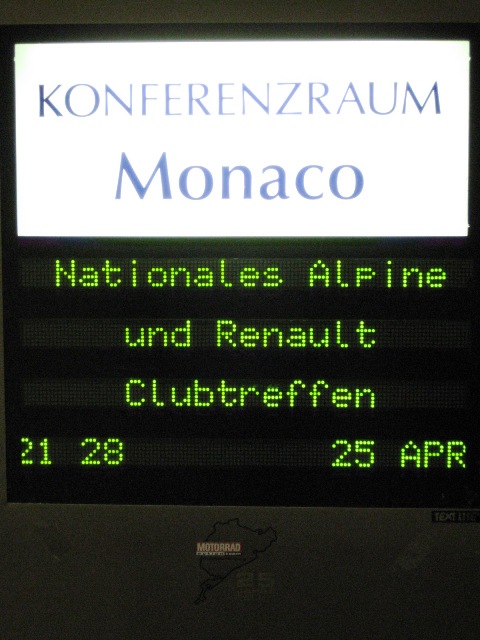 KONFERENZRAUM
Monaco
Nationales Alpine
und Renault
Clubtreffen
21 28 25 APR
MOTORRAD